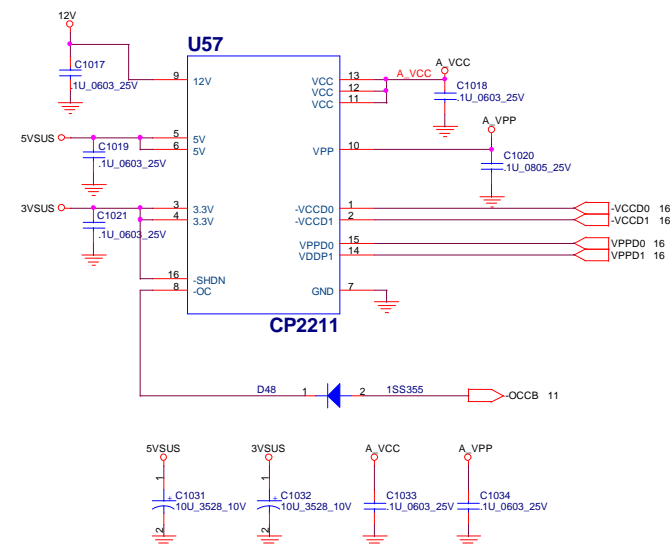 12V
U57
C1017
.1U_0603_25V
9 12V
VCC 13
VCC 12
VCC 11
A_VCC
A_VCC
C1018
.1U_0603_25V
A_VPP
5VSUS
5 5V
6 5V
C1019
.1U_0603_25V
VPP 10
C1020
.1U_0805_25V
3VSUS
3 3.3V
4 3.3V
C1021
.1U_0603_25V
-VCCD0 1
-VCCD1 2
-VCCD0 16
-VCCD1 16
VPPD0 15
VDDP1 14
VPPD0 16
VPPD1 16
16 -SHDN
8 -OC
GND 7
CP2211
D48 1 2 1SS355
-OCCB 11
5VSUS 3VSUS A_VCC A_VPP
1 1
+ +
C1031 C1032 C1033 C1034
10U_3528_10V 10U_3528_10V .1U_0603_25V .1U_0603_25V
2 2